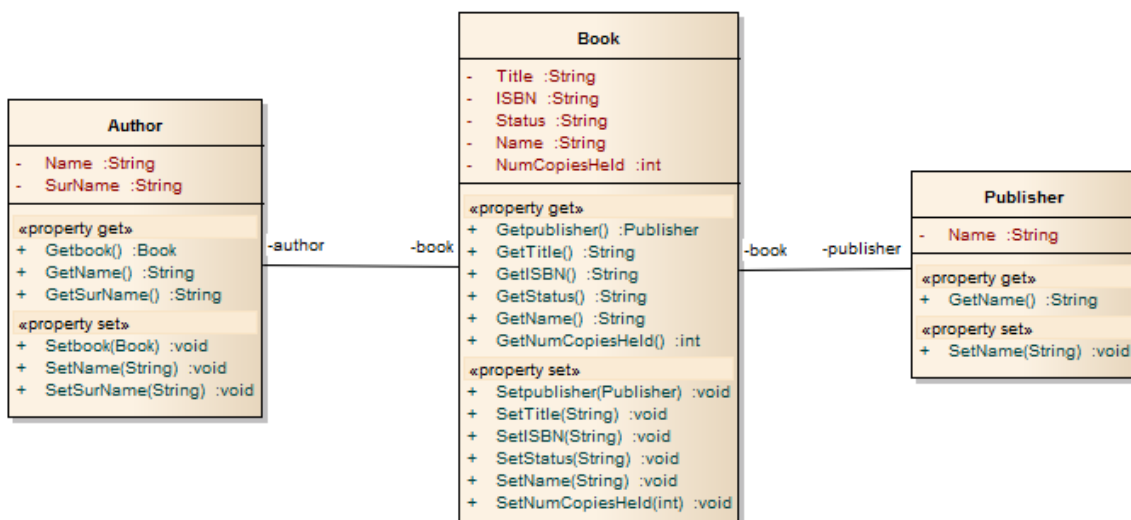 Author
- Name :String
- SurName :String
«property get»
+ Getbook() :Book
+ GetName() :String
+ GetSurName() :String
«property set»
+ Setbook(Book) :void
+ SetName(String) :void
+ SetSurName(String) :void
-author
-book
Book
- Title :String
- ISBN :String
- Status :String
- Name :String
- NumCopiesHeld :int
«property get»
+ Getpublisher() :Publisher
+ GetTitle() :String
+ GetISBN() :String
+ GetStatus() :String
+ GetName() :String
+ GetNumCopiesHeld() :int
«property set»
+ Setpublisher(Publisher) :void
+ SetTitle(String) :void
+ SetISBN(String) :void
+ SetStatus(String) :void
+ SetName(String) :void
+ SetNumCopiesHeld(int) :void
-book
-publisher
Publisher
- Name :String
«property get»
+ GetName() :String
«property set»
+ SetName(String) :void